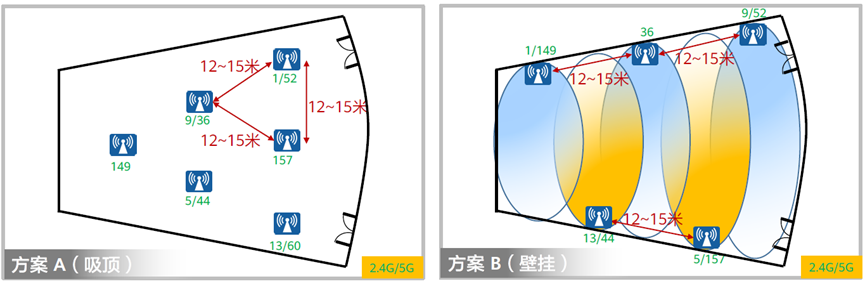 12~15米
1/52
12~15米
9/36
12~15米
157
149
5/44
13/60
方案 A（吸顶）
2.4G/5G
9/52
36
1/149
12~15米
12~15米
12~15米
13/44
5/157
方案 B（壁挂）
2.4G/5G